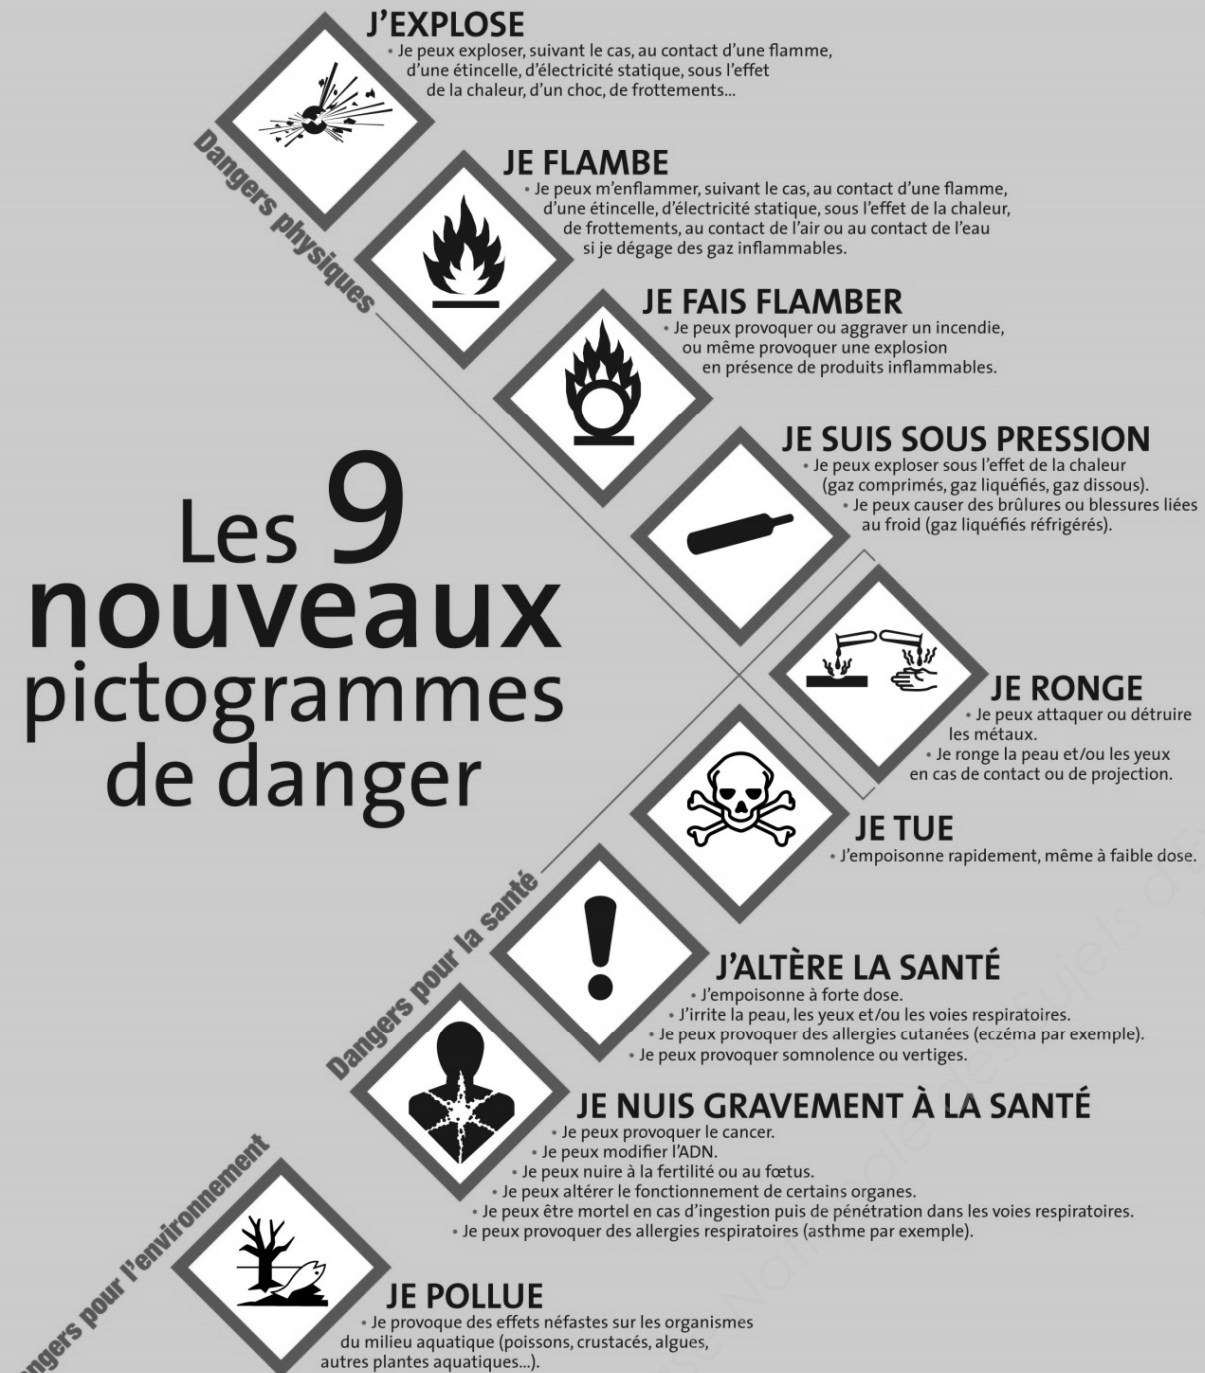 J'EXPLOSE
• Je peux exploser, suivant le cas, au contact d'une flamme,
d'une étincelle, d'électricité statique, sous l'effet
de la chaleur, d'un choc, de frottements...
Dangers physiques
JE FLAMBE
• Je peux m'enflammer, suivant le cas, au contact d'une flamme,
d'une étincelle, d'électricité statique, sous l'effet de la chaleur,
de frottements, au contact de l'air ou au contact de l'eau
si je dégage des gaz inflammables.
JE FAIS FLAMBER
• Je peux provoquer ou aggraver un incendie,
ou même provoquer une explosion
en présence de produits inflammables.
JE SUIS SOUS PRESSION
• Je peux exploser sous l'effet de la chaleur
(gaz comprimés, gaz liquéfiés, gaz dissous).
• Je peux causer des brûlures ou blessures liées
au froid (gaz liquéfiés réfrigérés).
Les 9
nouveaux
pictogrammes
de danger
JE RONGE
• Je peux attaquer ou détruire
les métaux.
• Je ronge la peau et/ou les yeux
en cas de contact ou de projection.
JE TUE
• J'empoisonne rapidement, même à faible dose.
Dangers pour la santé
J'ALTÈRE LA SANTÉ
• J'empoisonne à forte dose.
• J'irrite la peau, les yeux et/ou les voies respiratoires.
• Je peux provoquer des allergies cutanées (eczéma par exemple).
• Je peux provoquer somnolence ou vertiges.
JE NUIS GRAVEMENT À LA SANTÉ
• Je peux provoquer le cancer.
• Je peux modifier l'ADN.
• Je peux nuire à la fertilité ou au fœtus.
• Je peux altérer le fonctionnement de certains organes.
• Je peux être mortel en cas d'ingestion puis de pénétration dans les voies respiratoires.
• Je peux provoquer des allergies respiratoires (asthme par exemple).
pour l'environnement
JE POLLUE
• Je provoque des effets néfastes sur les organismes
du milieu aquatique (poissons, crustacés, algues,
autres plantes aquatiques...).